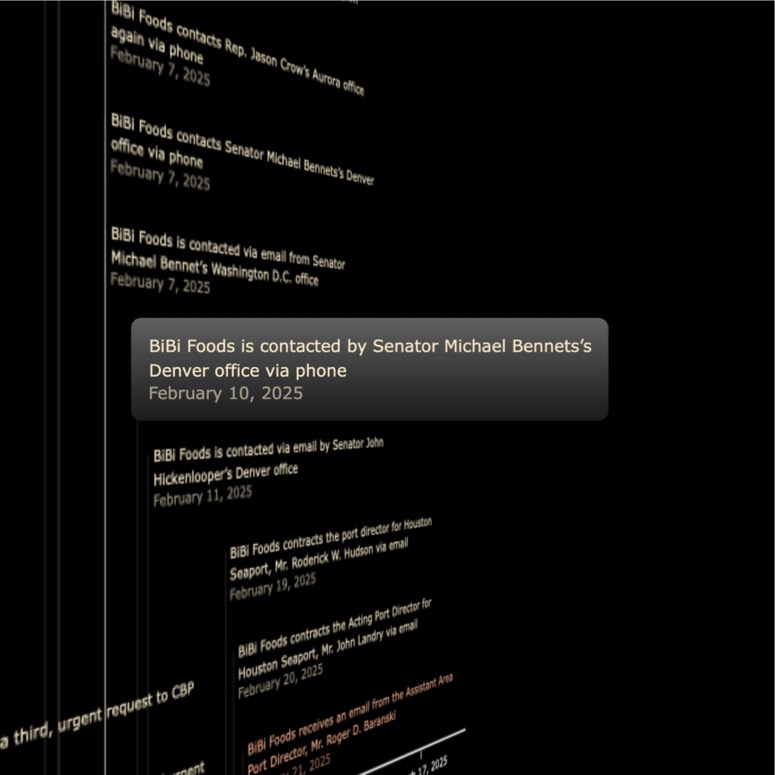 BiBi Foods contacts Rep. Jason Crow's Aurora office
again via phone
February 7, 2025
BiBi Foods contacts Senator Michael Bennets's Denver
office via phone
February 7, 2025
BiBi Foods is contacted via email from Senator
Michael Bennet's Washington D.C. office
February 7, 2025
BiBi Foods is contacted by Senator Michael Bennets’s
Denver office via phone
February 10, 2025
BiBi Foods is contacted via email by Senator John
Hickenlooper's Denver office
February 11, 2025
BiBi Foods contracts the port director for Houston
Seaport, Mr. Roderick W. Hudson via email
February 19, 2025
BiBi Foods contracts the Acting Port Director for
Houston Seaport, Mr. John Landry via email
February 20, 2025
a third, urgent request to CBP
BiBi Foods receives an email from the Assistant Area
Port Director, Mr. Roger D. Baranski
21, 2025
17, 2025